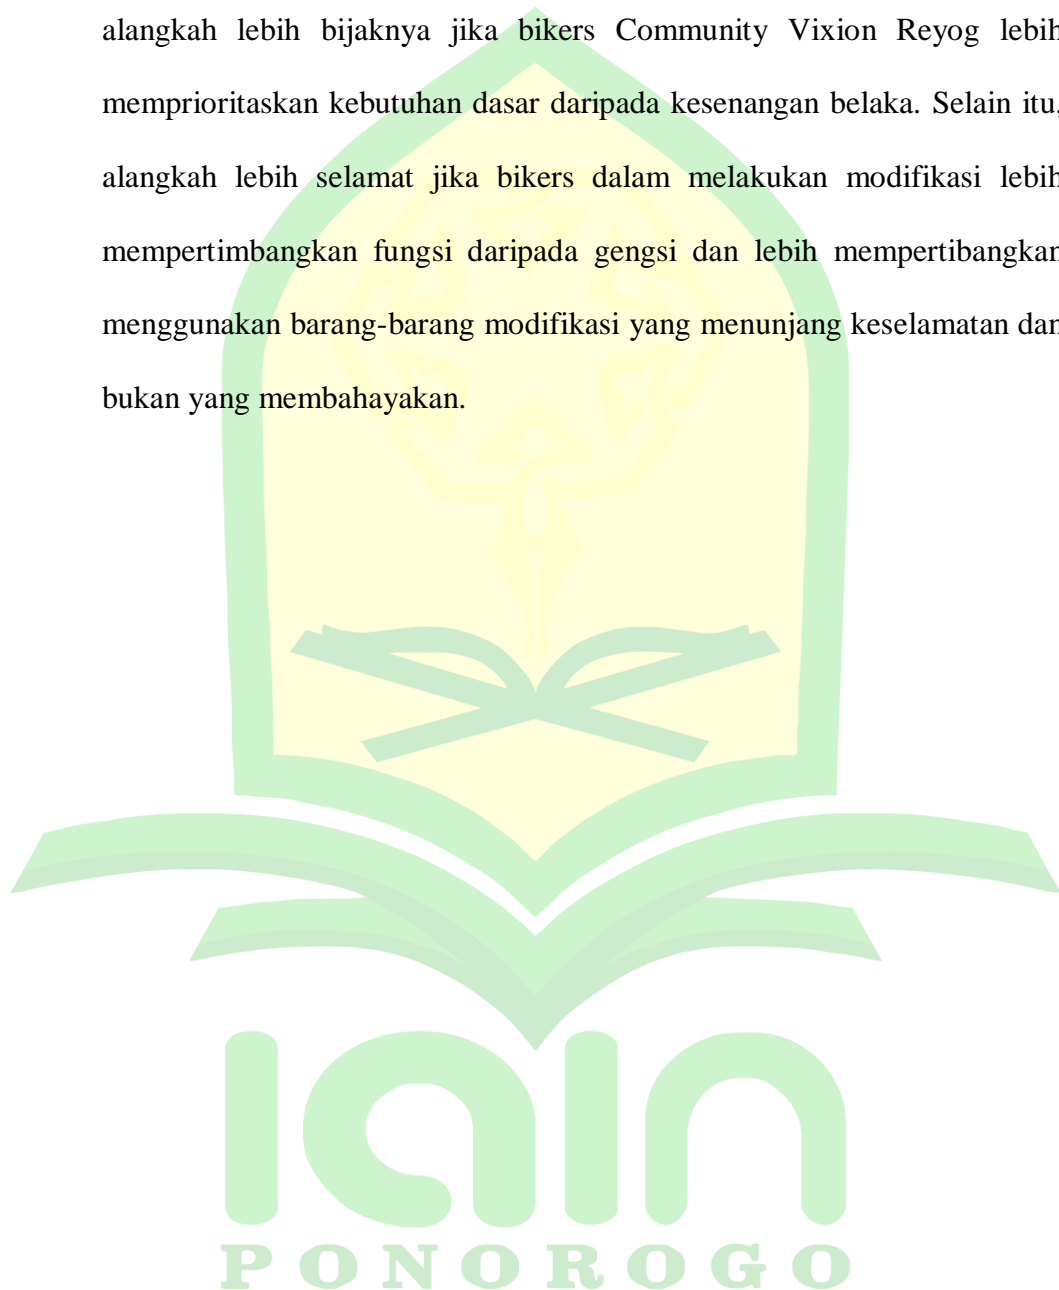 alangkah lebih bijaknya jika bikers Community Vixion Reyog lebih
memprioritaskan kebutuhan dasar daripada kesenangan belaka. Selain itu,
alangkah lebih selamat jika bikers dalam melakukan modifikasi lebih
mempertimbangkan fungsi daripada gengsi dan lebih mempertibangkan
menggunakan barang-barang modifikasi yang menunjang keselamatan dan
bukan yang membahayakan.
iain
PONOROGO